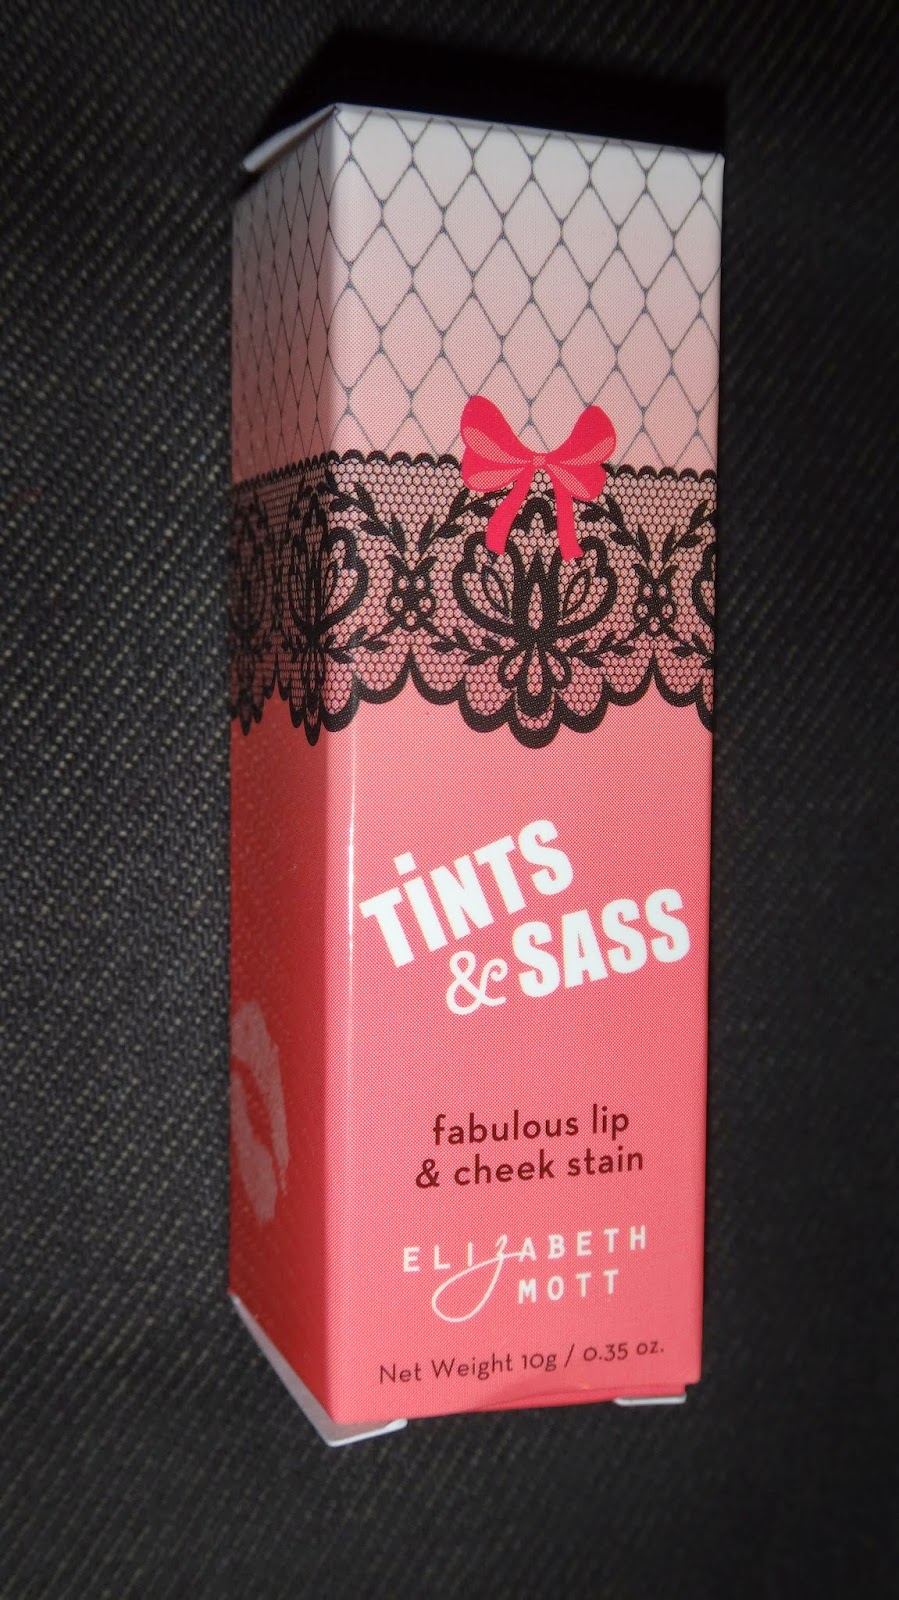 TiNTS
& SASS
fabulous lip
& cheek stain
ELIZABETH
MOTT
Net Weight 10g / 0.35 oz.